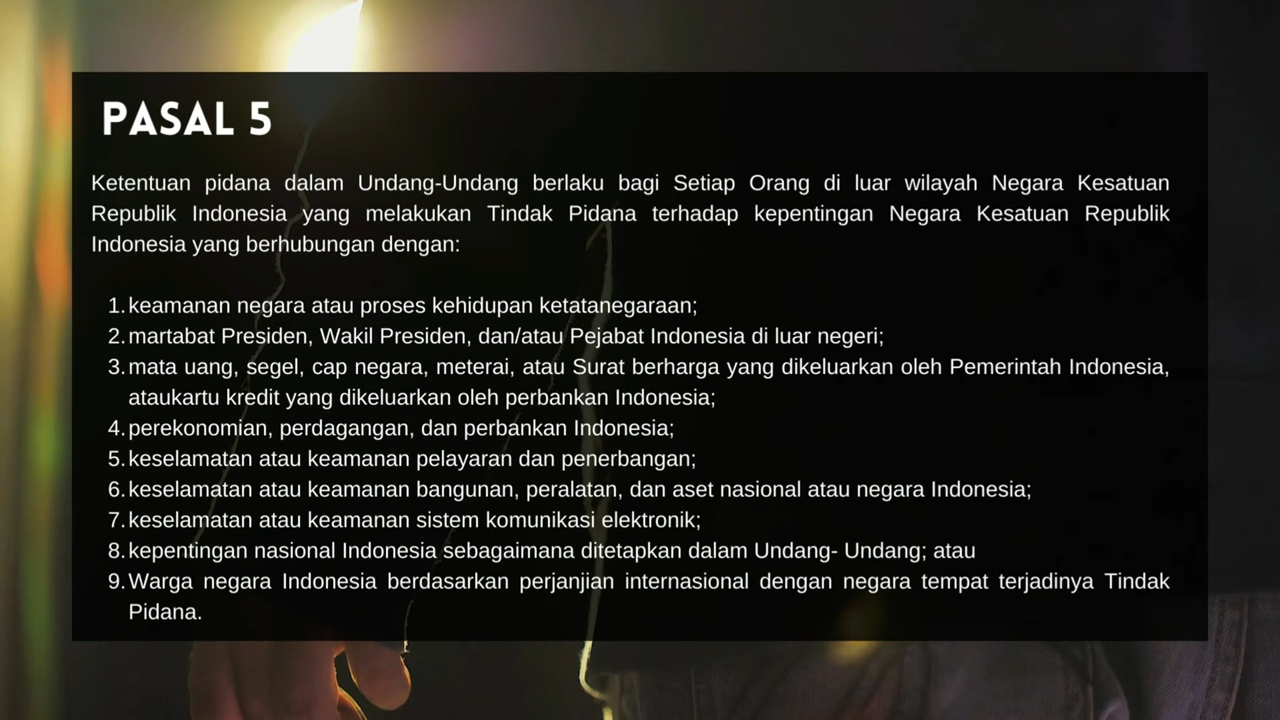 PASAL 5
Ketentuan pidana dalam Undang-Undang berlaku bagi Setiap Orang di luar wilayah Negara Kesatuan
Republik Indonesia yang melakukan Tindak Pidana terhadap kepentingan Negara Kesatuan Republik
Indonesia yang berhubungan dengan:
1. keamanan negara atau proses kehidupan ketatanegaraan;
2. martabat Presiden, Wakil Presiden, dan/atau Pejabat Indonesia di luar negeri;
3. mata uang, segel, cap negara, meterai, atau Surat berharga yang dikeluarkan oleh Pemerintah Indonesia,
ataukartu kredit yang dikeluarkan oleh perbankan Indonesia;
4. perekonomian, perdagangan, dan perbankan Indonesia;
5. keselamatan atau keamanan pelayaran dan penerbangan;
6. keselamatan atau keamanan bangunan, peralatan, dan aset nasional atau negara Indonesia;
7. keselamatan atau keamanan sistem komunikasi elektronik;
8. kepentingan nasional Indonesia sebagaimana ditetapkan dalam Undang- Undang; atau
9. Warga negara Indonesia berdasarkan perjanjian internasional dengan negara tempat terjadinya Tindak
Pidana.